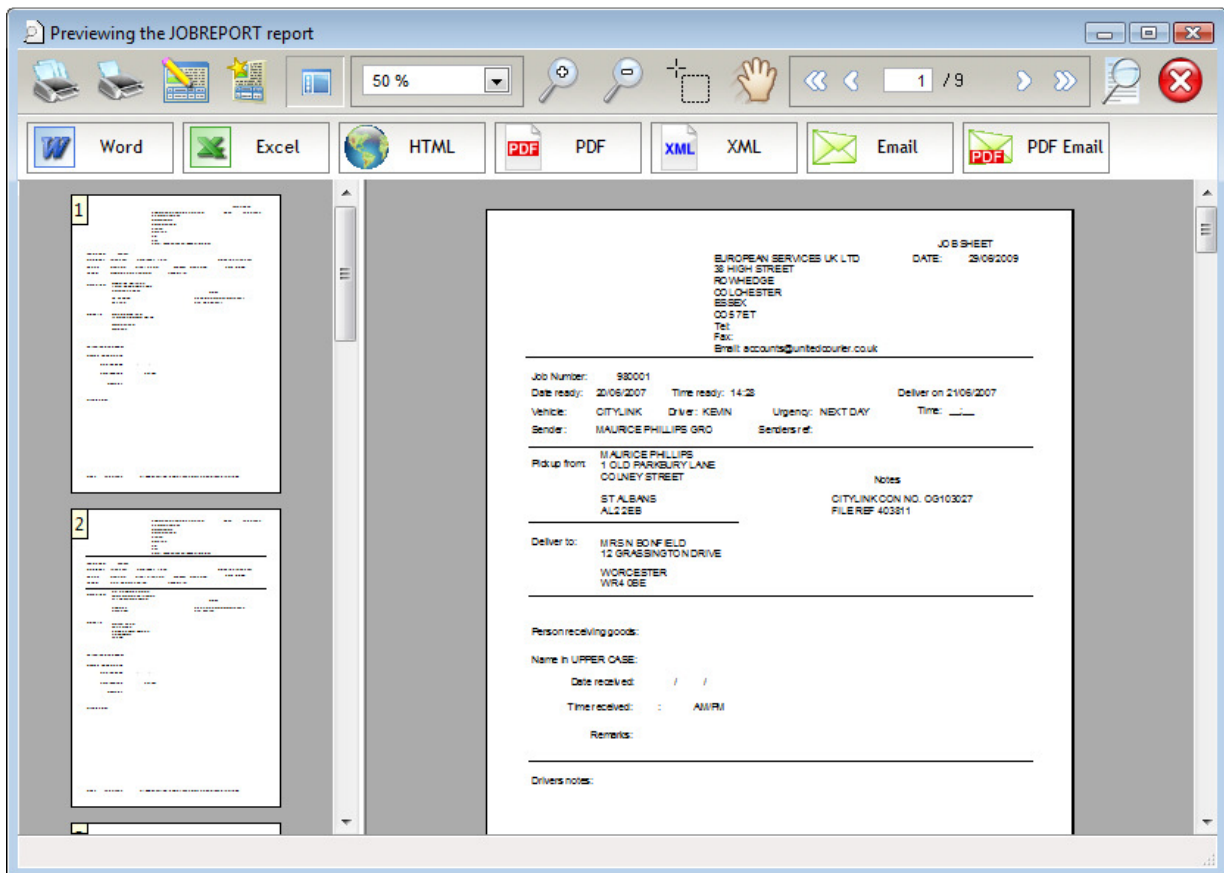 Previewing the JOBREPORT report
50 %
1 / 9
Word Excel HTML PDF PDF XML XML Email PDF PDF Email
1
2
JOB SHEET
EUROPEAN SERVICES UK LTD DATE: 29/06/2009
38 HIGH STREET
ROWHEDGE
COLCHESTER
ESSEX
CO5 7ET
Tel:
Fax:
Email: accounts@unitedcourier.co.uk
Job Number: 980001
Date ready: 20/06/2007 Time ready: 14:28 Deliver on 21/06/2007
Vehicle: CITYLINK Driver: KEVIN Urgency: NEXT DAY Time: __:__
Sender: MAURICE PHILLIPS GRO Senders ref:
Pickup from: MAURICE PHILLIPS
1 OLD PARKBURY LANE
COLNEY STREET
Notes
ST ALBANS CITYLINK CON NO. OG103027
AL2 2EB FILE REF 403811
Deliver to: MRS N BONFIELD
12 GRASSINGTON DRIVE
WORCESTER
WR4 0BE
Person receiving goods:
Name in UPPER CASE:
Date received: / /
Time received: : AM/PM
Remarks:
Drivers notes: